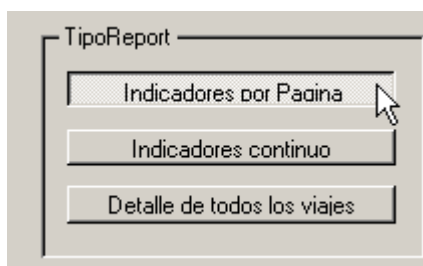 TipoReport
Indicadores por Pagina
Indicadores continuo
Detalle de todos los viajes